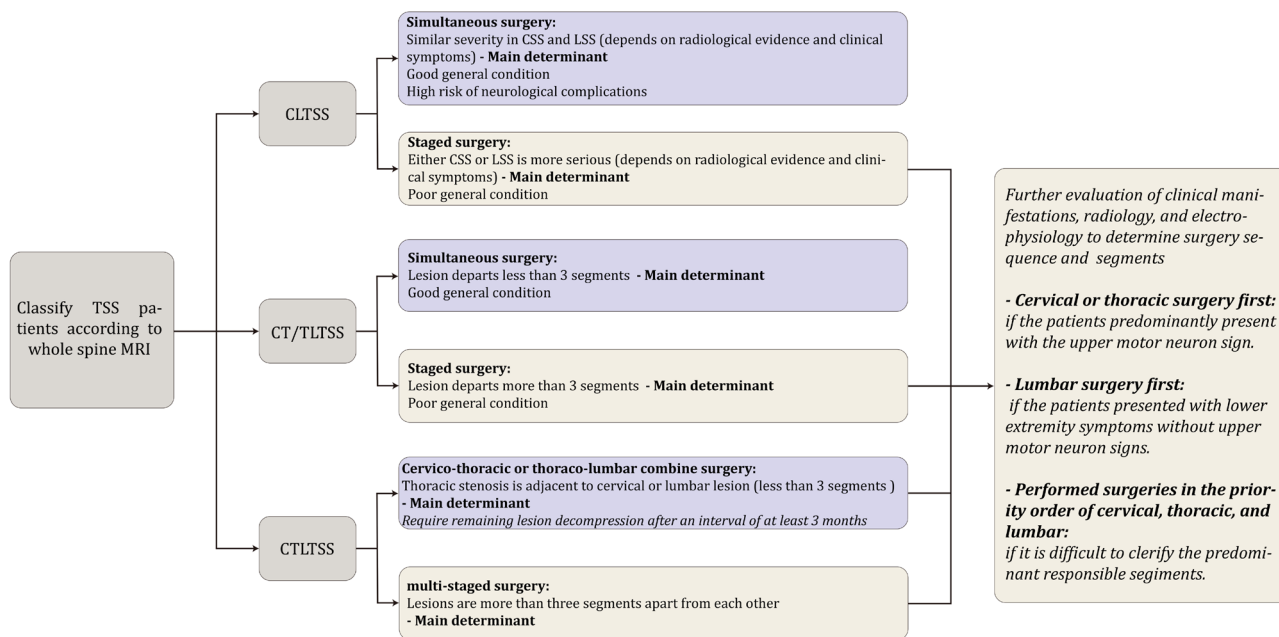 Classify TSS pa-
tients according to
whole spine MRI
CLTSS
Simultaneous surgery:
Similar severity in CSS and LSS (depends on radiological evidence and clinical
symptoms) - Main determinant
Good general condition
High risk of neurological complications
Staged surgery:
Either CSS or LSS is more serious (depends on radiological evidence and clini-
cal symptoms) - Main determinant
Poor general condition
CT/TLTSS
Simultaneous surgery:
Lesion departs less than 3 segments - Main determinant
Good general condition
Staged surgery:
Lesion departs more than 3 segments - Main determinant
Poor general condition
CTLTSS
Cervico-thoracic or thoraco-lumbar combine surgery:
Thoracic stenosis is adjacent to cervical or lumbar lesion (less than 3 segments )
- Main determinant
Require remaining lesion decompression after an interval of at least 3 months
multi-staged surgery:
Lesions are more than three segments apart from each other
- Main determinant
Further evaluation of clinical mani-
festations, radiology, and electro-
physiology to determine surgery se-
quence and segments
- Cervical or thoracic surgery first:
if the patients predominantly present
with the upper motor neuron sign.
- Lumbar surgery first:
if the patients presented with lower
extremity symptoms without upper
motor neuron signs.
- Performed surgeries in the prior-
ity order of cervical, thoracic, and
lumbar:
if it is difficult to clerify the predomi-
nant responsible segiments.